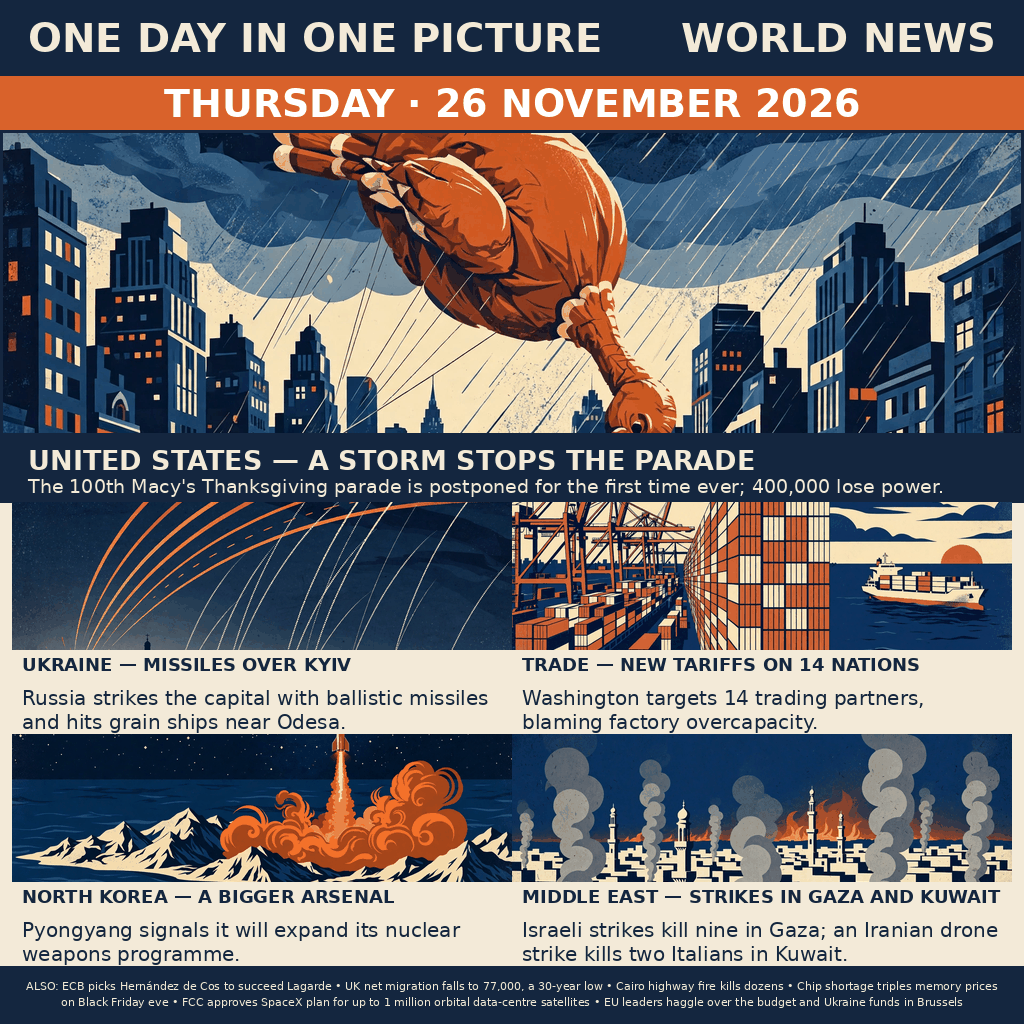 ONE DAY IN ONE PICTURE WORLD NEWS
THURSDAY · 26 NOVEMBER 2026
UNITED STATES — A STORM STOPS THE PARADE
The 100th Macy's Thanksgiving parade is postponed for the first time ever; 400,000 lose power.
UKRAINE — MISSILES OVER KYIV
Russia strikes the capital with ballistic missiles
and hits grain ships near Odesa.
TRADE — NEW TARIFFS ON 14 NATIONS
Washington targets 14 trading partners,
blaming factory overcapacity.
NORTH KOREA — A BIGGER ARSENAL
Pyongyang signals it will expand its nuclear
weapons programme.
MIDDLE EAST — STRIKES IN GAZA AND KUWAIT
Israeli strikes kill nine in Gaza; an Iranian drone
strike kills two Italians in Kuwait.
ALSO: ECB picks Hernández de Cos to succeed Lagarde • UK net migration falls to 77,000, a 30-year low • Cairo highway fire kills dozens • Chip shortage triples memory prices
on Black Friday eve • FCC approves SpaceX plan for up to 1 million orbital data-centre satellites • EU leaders haggle over the budget and Ukraine funds in Brussels